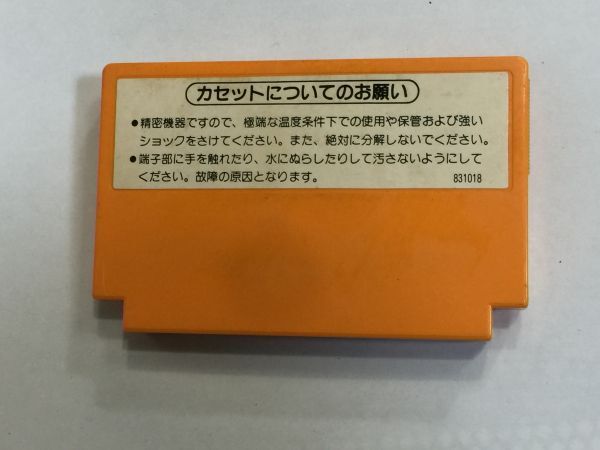 カセットについてのお願い
●精密機器ですので、極端な温度条件下での使用や保管および強い
ショックをさけてください。また、絶対に分解しないでください。
●端子部に手を触れたり、水にぬらしたりして汚さないようにして
ください。故障の原因となります。 831018